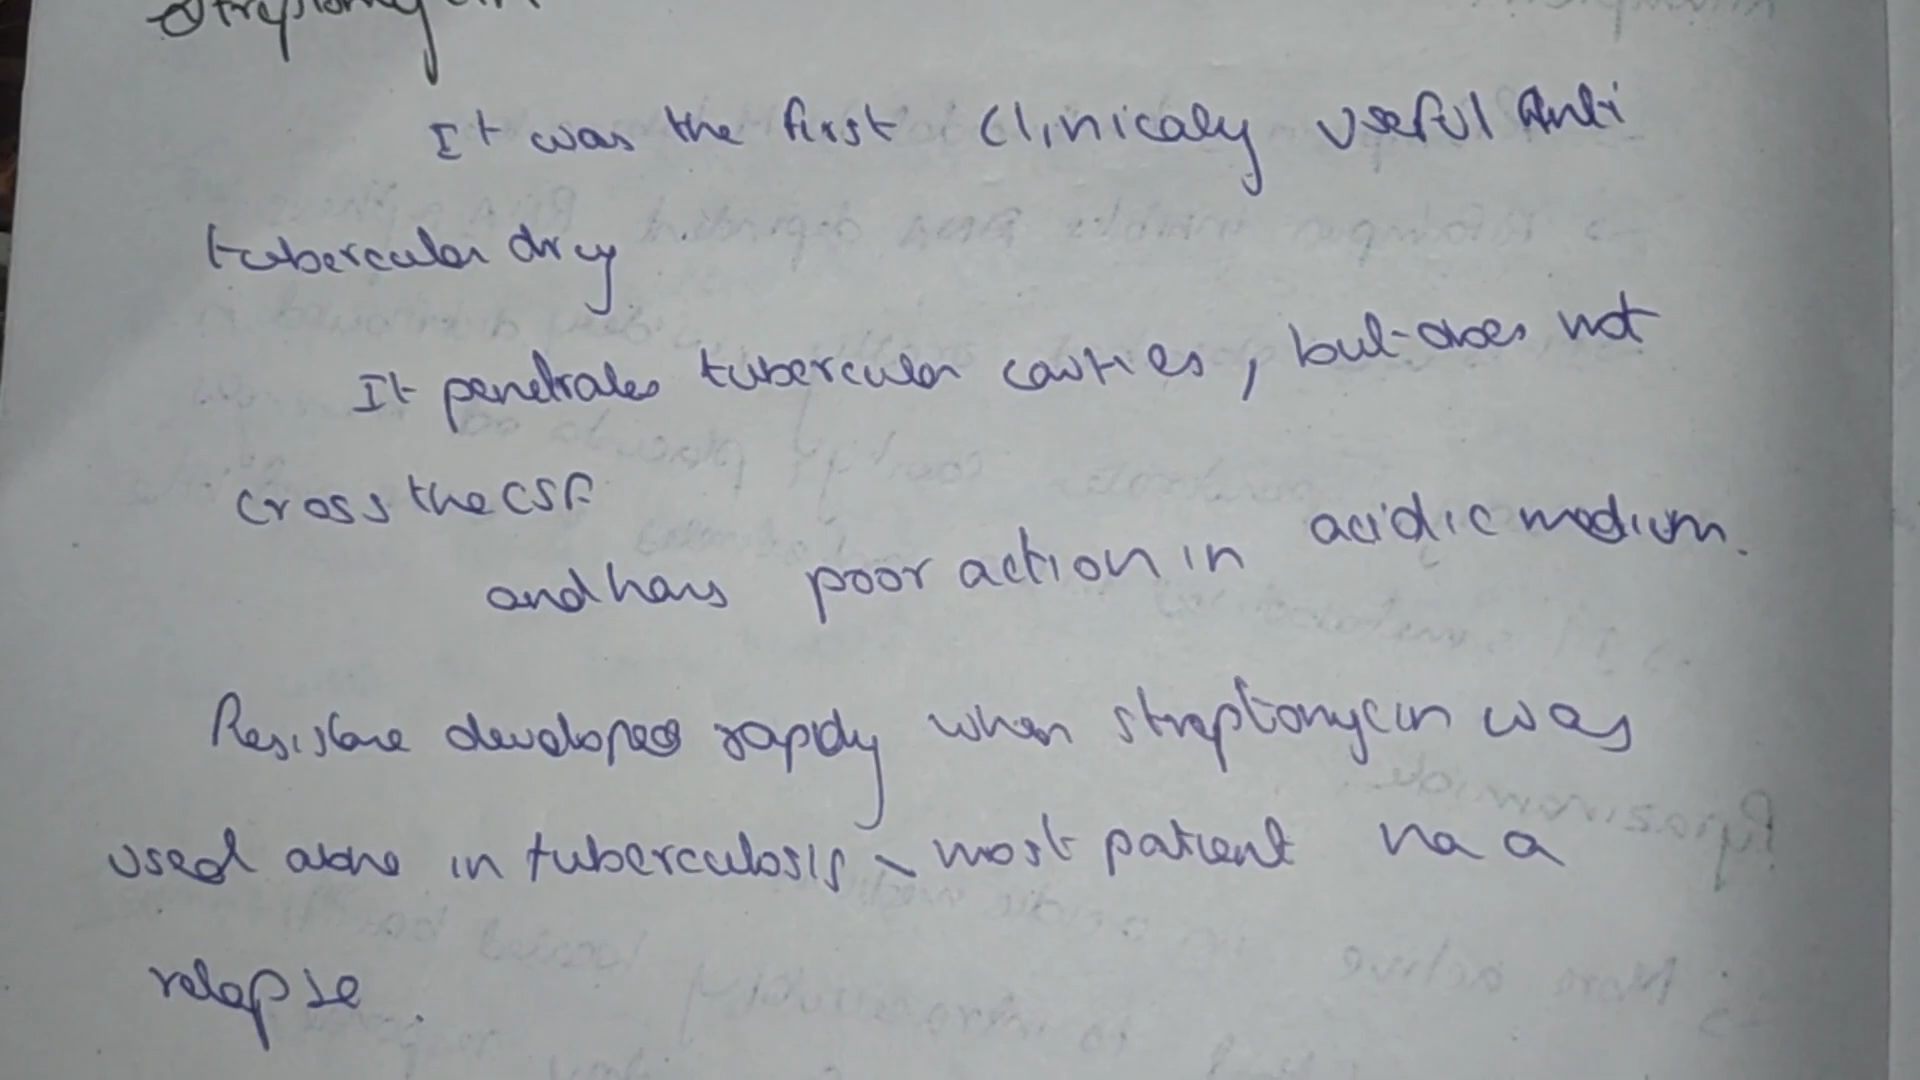 Streptomycin
It was the first clinicaly useful Anti
tubercular drug
It penetrates tubercular cavities, but does not
cross the CSF
and has poor action in acidic medium.
Resistance developed rapidly when streptomycin was
used alone in tuberculosis, most patient ha a
relapse.